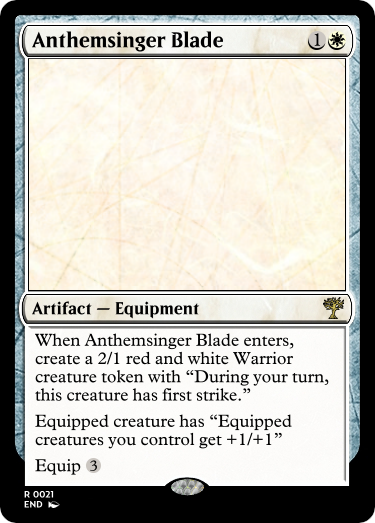 Anthemsinger Blade 1
Artifact — Equipment
When Anthemsinger Blade enters,
create a 2/1 red and white Warrior
creature token with “During your turn,
this creature has first strike.”
Equipped creature has “Equipped
creatures you control get +1/+1”
Equip 3
R 0021
END